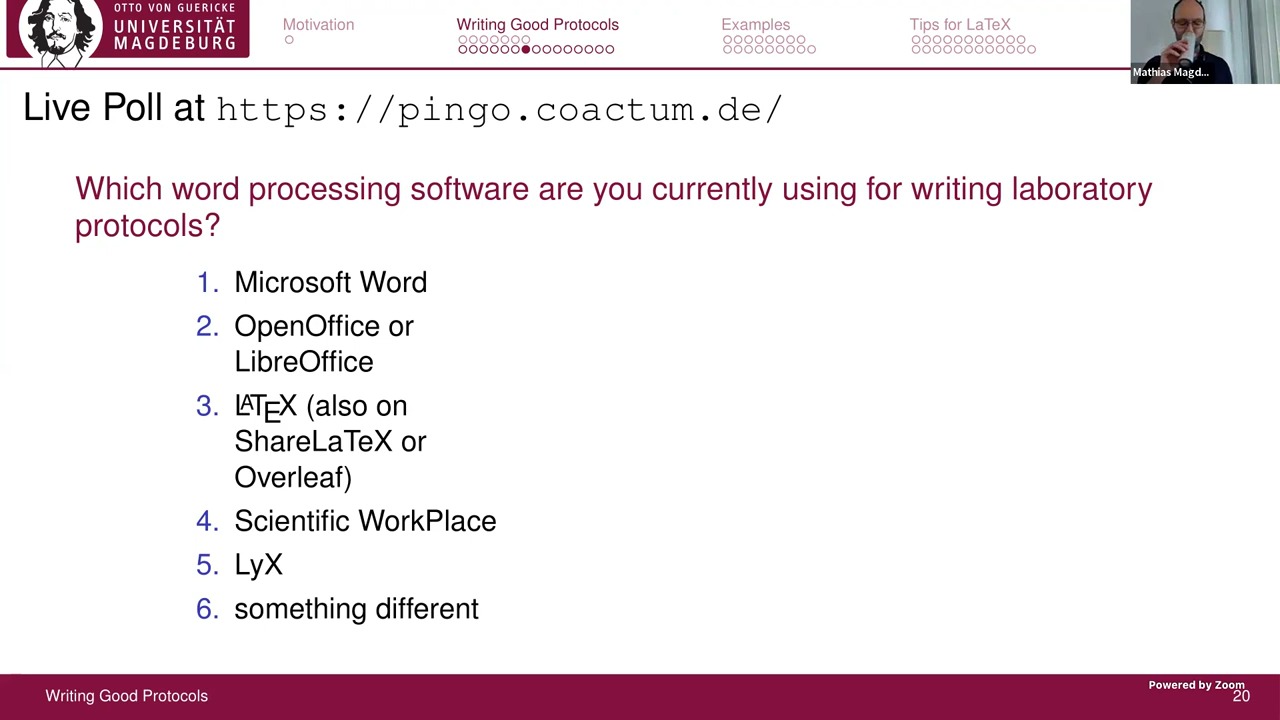 OTTO VON GUERICKE
UNIVERSITÄT
MAGDEBURG
Motivation
Writing Good Protocols
Examples
Tips for LaTeX
Mathias Magd...
Live Poll at https://pingo.coactum.de/
Which word processing software are you currently using for writing laboratory
protocols?
1. Microsoft Word
2. OpenOffice or
LibreOffice
3. LATEX (also on
ShareLaTeX or
Overleaf)
4. Scientific WorkPlace
5. LyX
6. something different
Writing Good Protocols
Powered by Zoom
20